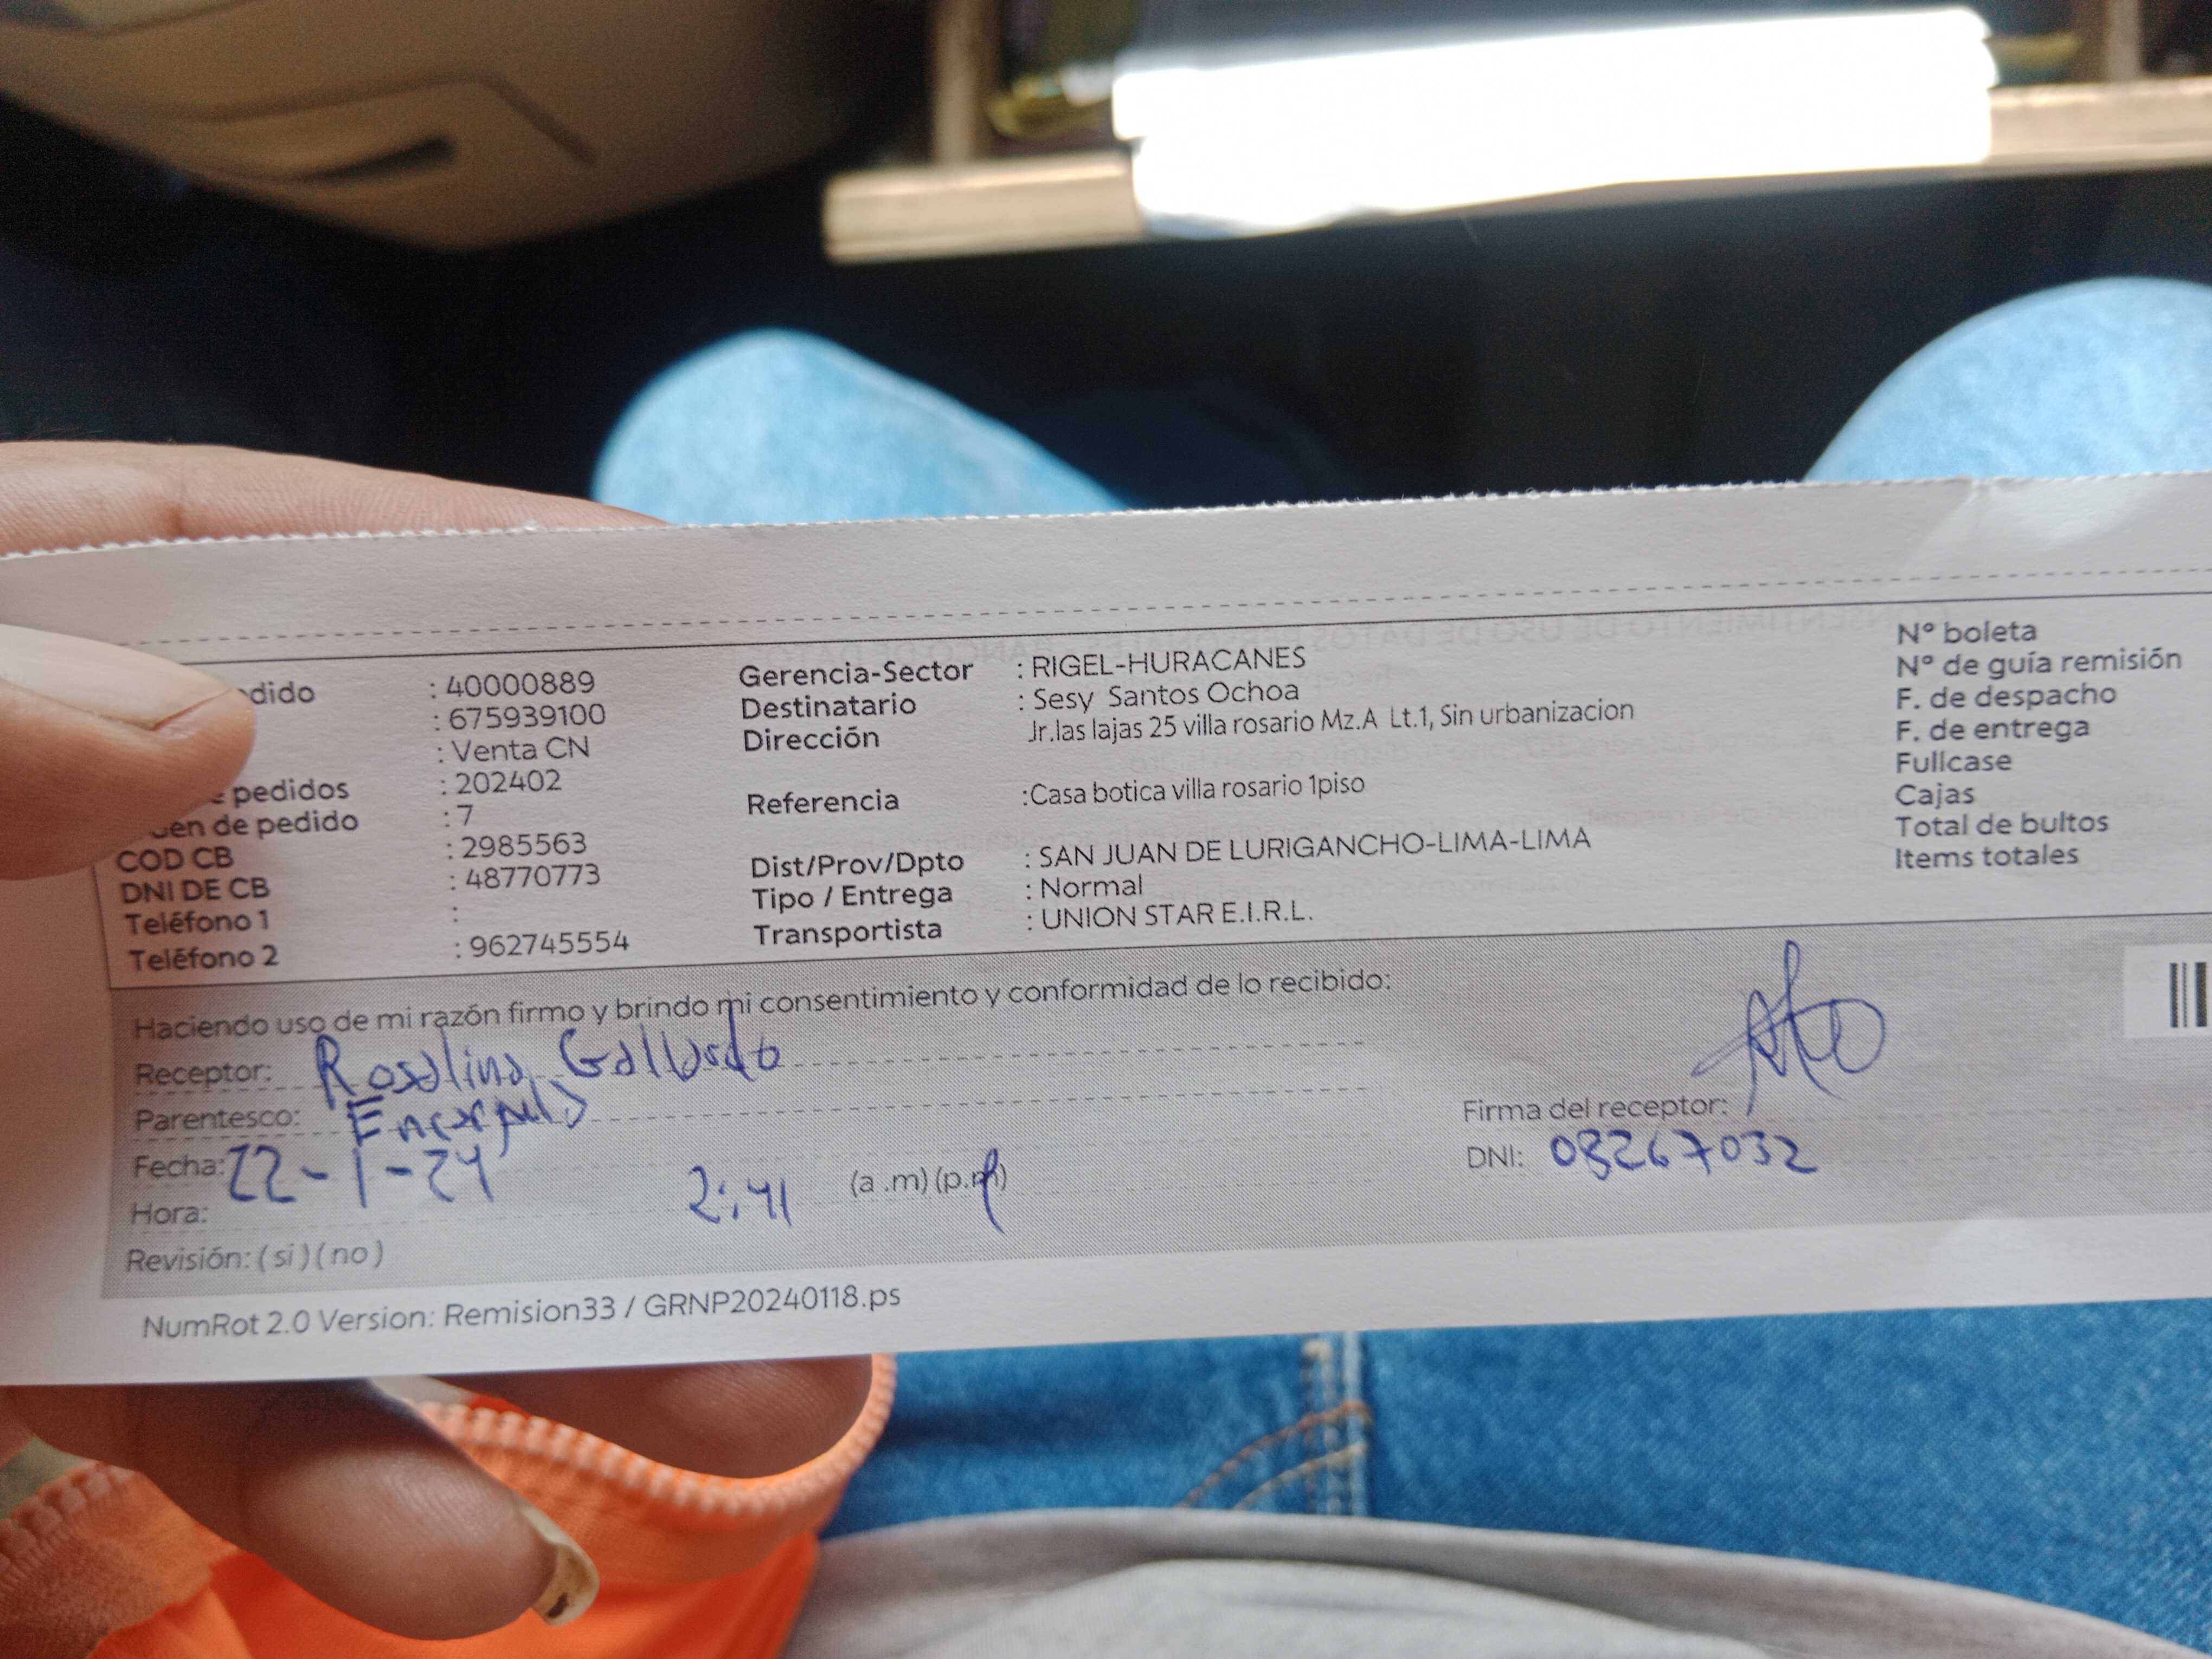 dido : 40000889
: 675939100
: Venta CN
pedidos : 202402
en de pedido : 7
COD CB : 2985563
DNI DE CB : 48770773
Teléfono 1 :
Teléfono 2 : 962745554
Gerencia-Sector : RIGEL-HURACANES
Destinatario : Sesy Santos Ochoa
Dirección Jr.las lajas 25 villa rosario Mz.A Lt.1, Sin urbanizacion
Referencia :Casa botica villa rosario 1piso
Dist/Prov/Dpto : SAN JUAN DE LURIGANCHO-LIMA-LIMA
Tipo / Entrega : Normal
Transportista : UNION STAR E.I.R.L.
N° boleta
N° de guía remisión
F. de despacho
F. de entrega
Fullcase
Cajas
Total de bultos
Items totales
Haciendo uso de mi razón firmo y brindo mi consentimiento y conformidad de lo recibido:
Receptor: Rosalina Gallardo
Parentesco:
Fecha: 22-1-24
Hora: 2:41 (a .m) (p.m)
Revisión: ( si ) ( no )
Firma del receptor:
DNI: 08267032
NumRot 2.0 Version: Remision33 / GRNP20240118.ps